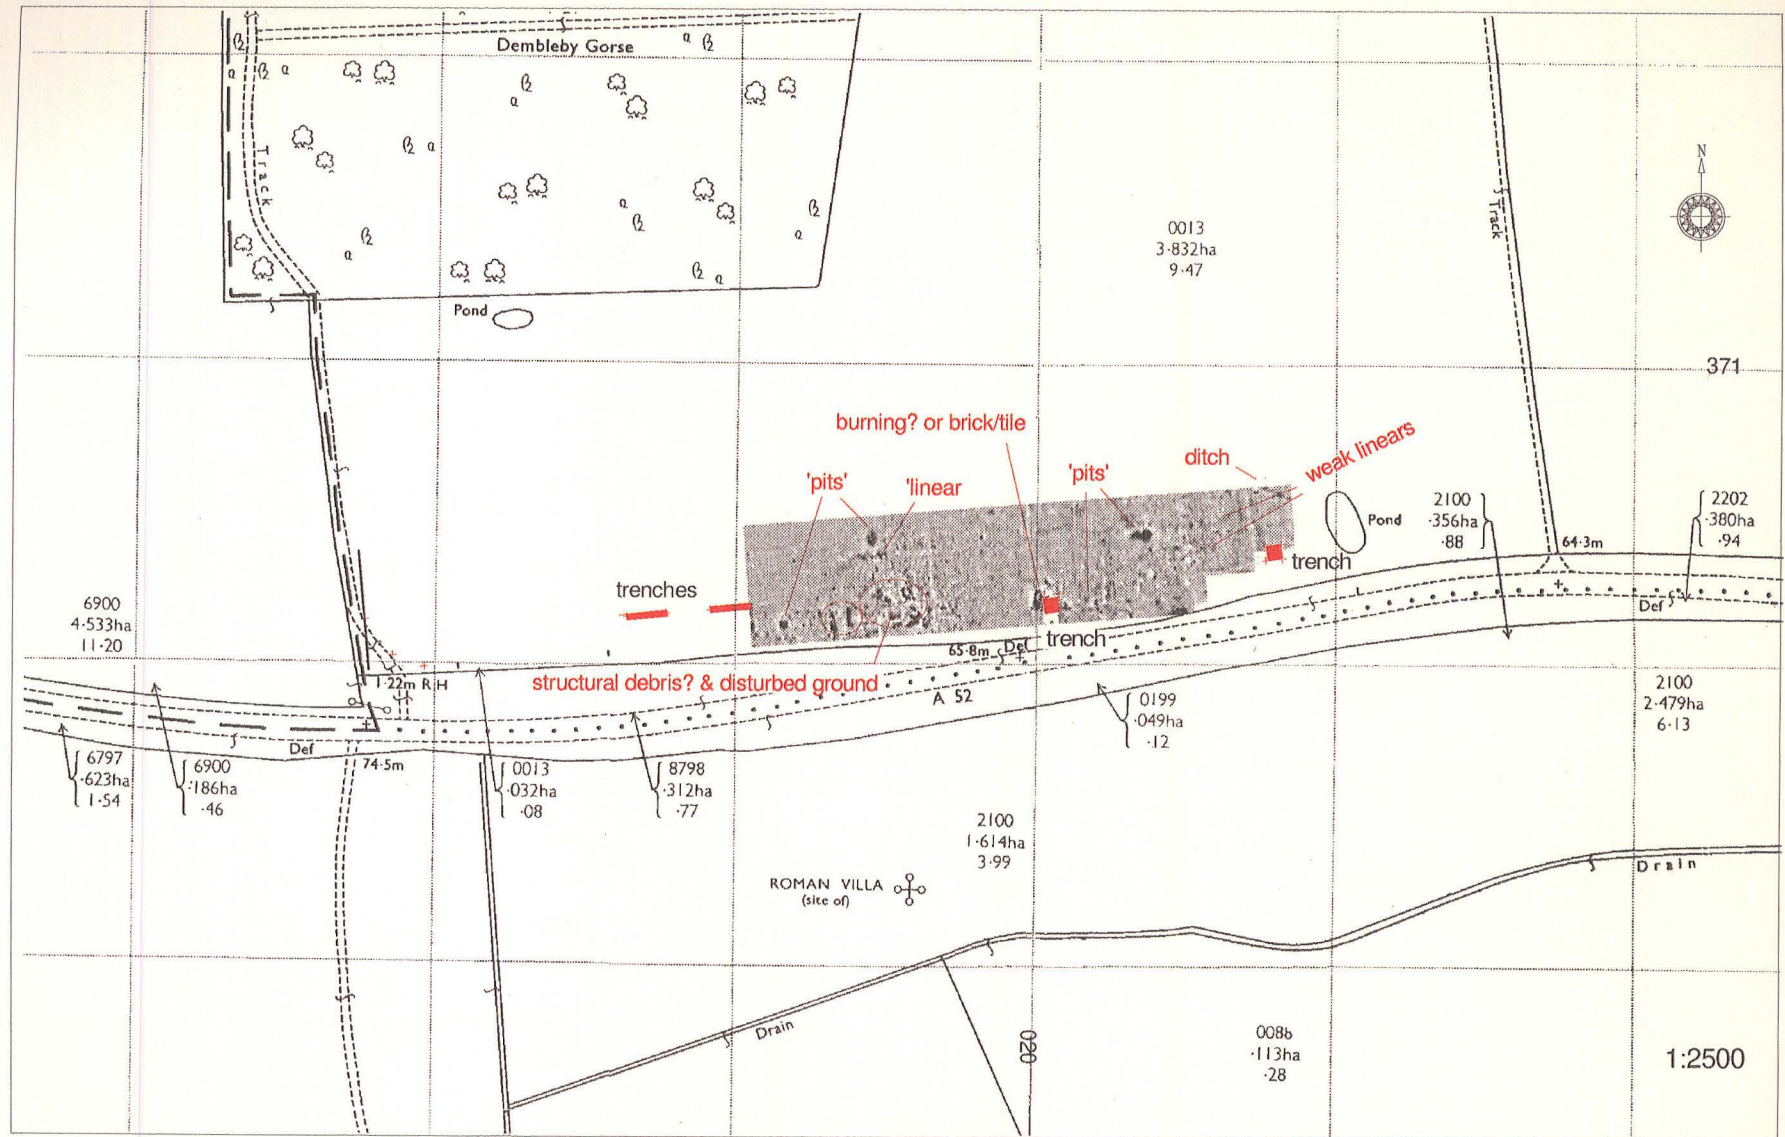 Dembleby Gorse
Track
Pond
0013
3·832ha
9·47
Track
N
371
burning? or brick/tile
'pits'
'linear
'pits'
ditch
weak linears
2100
·356ha
·88
2202
·380ha
·94
Pond
64·3m
trench
trenches
6900
4·533ha
11·20
Def
trench
65·8m
Def
1·22m R H
structural debris? & disturbed ground
A 52
0199
·049ha
·12
2100
2·479ha
6·13
Def
74·5m
6797
·623ha
1·54
6900
·186ha
·46
0013
·032ha
·08
8798
·312ha
·77
2100
1·614ha
3·99
ROMAN VILLA
(site of)
Drain
Drain
020
008b
·113ha
·28
1:2500